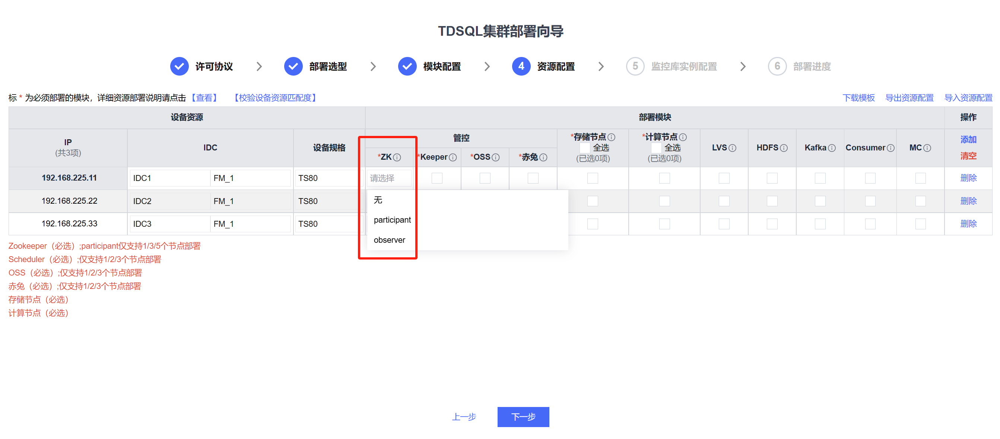 TDSQL集群部署向导
许可协议 部署选型 模块配置 4 资源配置 5 监控库实例配置 6 部署进度
标 * 为必须部署的模块，详细资源部署说明请点击 【查看】 【校验设备资源匹配度】 下载模板 导出资源配置 导入资源配置
设备资源 部署模块 操作
IP
(共3项)
IDC
设备规格
管控
*ZK *Keeper *OSS *赤兔
*存储节点
全选
(已选0项)
*计算节点
全选
(已选0项)
LVS HDFS Kafka Consumer MC
添加
清空
192.168.225.11 IDC1 FM_1 TS80 请选择 删除
192.168.225.22 IDC2 FM_1 TS80 删除
192.168.225.33 IDC3 FM_1 TS80 删除
无
participant
observer
Zookeeper（必选）;participant仅支持1/3/5个节点部署
Scheduler（必选）;仅支持1/2/3个节点部署
OSS（必选）;仅支持1/2/3个节点部署
赤兔（必选）;仅支持1/2/3个节点部署
存储节点（必选）
计算节点（必选）
上一步 下一步